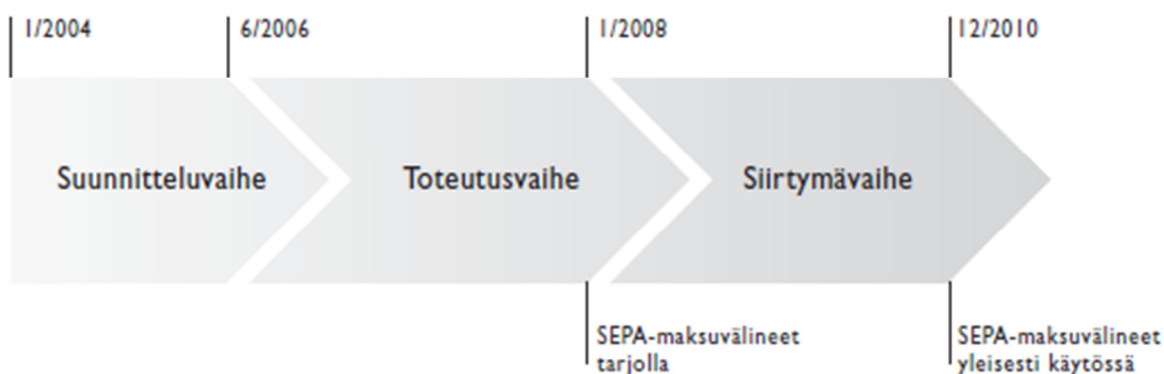 1/2004
6/2006
1/2008
12/2010
Suunnitteluvaihe
Toteutusvaihe
Siirtymävaihe
SEPA-maksuvälineet
tarjolla
SEPA-maksuvälineet
yleisesti käytössä